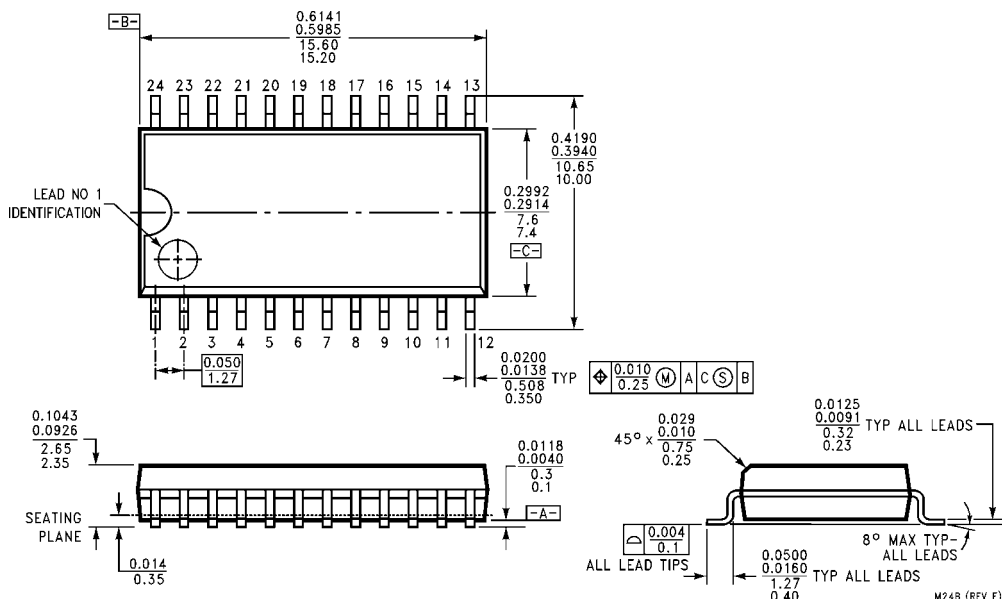 -B-
0.6141
0.5985
15.60
15.20
24 23 22 21 20 19 18 17 16 15 14 13
0.4190
0.3940
10.65
10.00
0.2992
0.2914
7.6
7.4
-C-
LEAD NO 1
IDENTIFICATION
1 2 3 4 5 6 7 8 9 10 11 12
0.050
1.27
0.0200
0.0138
0.508
0.350
TYP
0.010
0.25
M A C S B
0.1043
0.0926
2.65
2.35
0.0118
0.0040
0.3
0.1
-A-
SEATING
PLANE
0.014
0.35
45° x
0.029
0.010
0.75
0.25
0.0125
0.0091
0.32
0.23
TYP ALL LEADS
0.004
0.1
ALL LEAD TIPS
8° MAX TYP-
ALL LEADS
0.0500
0.0160
1.27
0.40
TYP ALL LEADS
M24B (REV F)